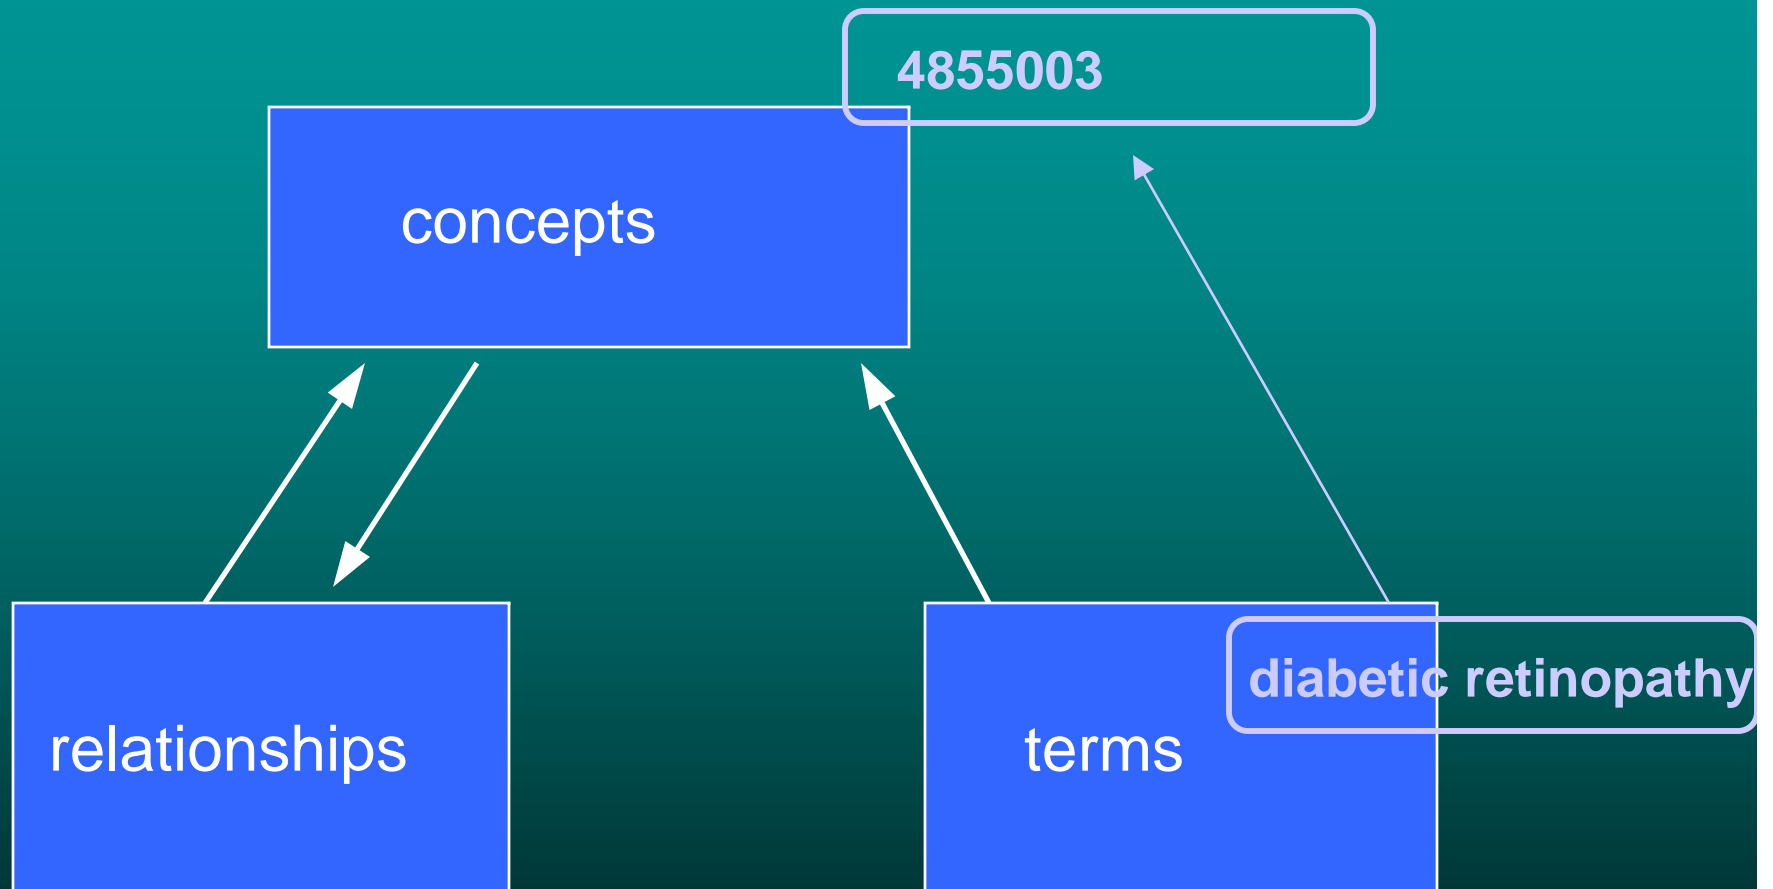 4855003
concepts
diabetic retinopathy
relationships
terms